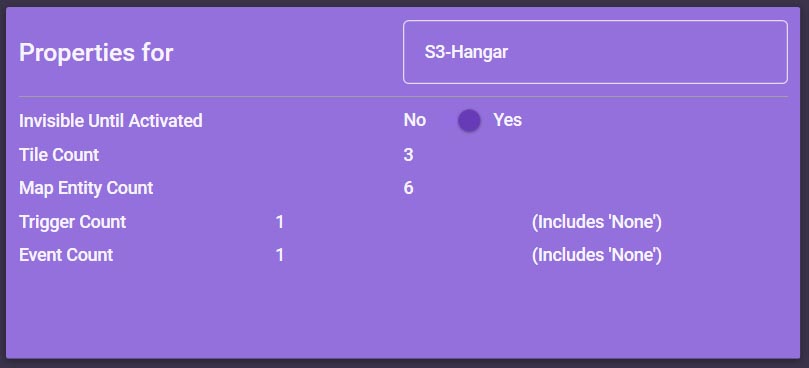 Properties for S3-Hangar
Invisible Until Activated No Yes
Tile Count 3
Map Entity Count 6
Trigger Count 1 (Includes 'None')
Event Count 1 (Includes 'None')